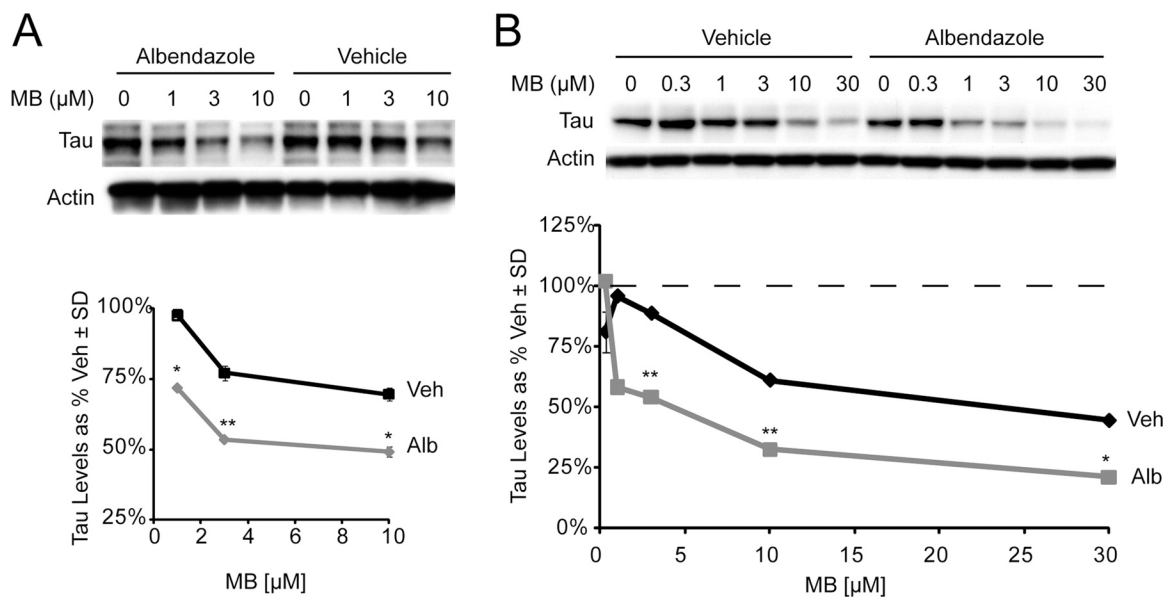 A
Albendazole Vehicle
MB (µM) 0 1 3 10 0 1 3 10
Tau
Actin
100%
75%
50%
25%
Tau Levels as % Veh ± SD
*
**
*
Veh
Alb
0 2 4 6 8 10
MB [µM]
B
Vehicle Albendazole
MB (µM) 0 0.3 1 3 10 30 0 0.3 1 3 10 30
Tau
Actin
125%
100%
75%
50%
25%
0%
Tau Levels as % Veh ± SD
**
**
*
Veh
Alb
0 5 10 15 20 25 30
MB [µM]